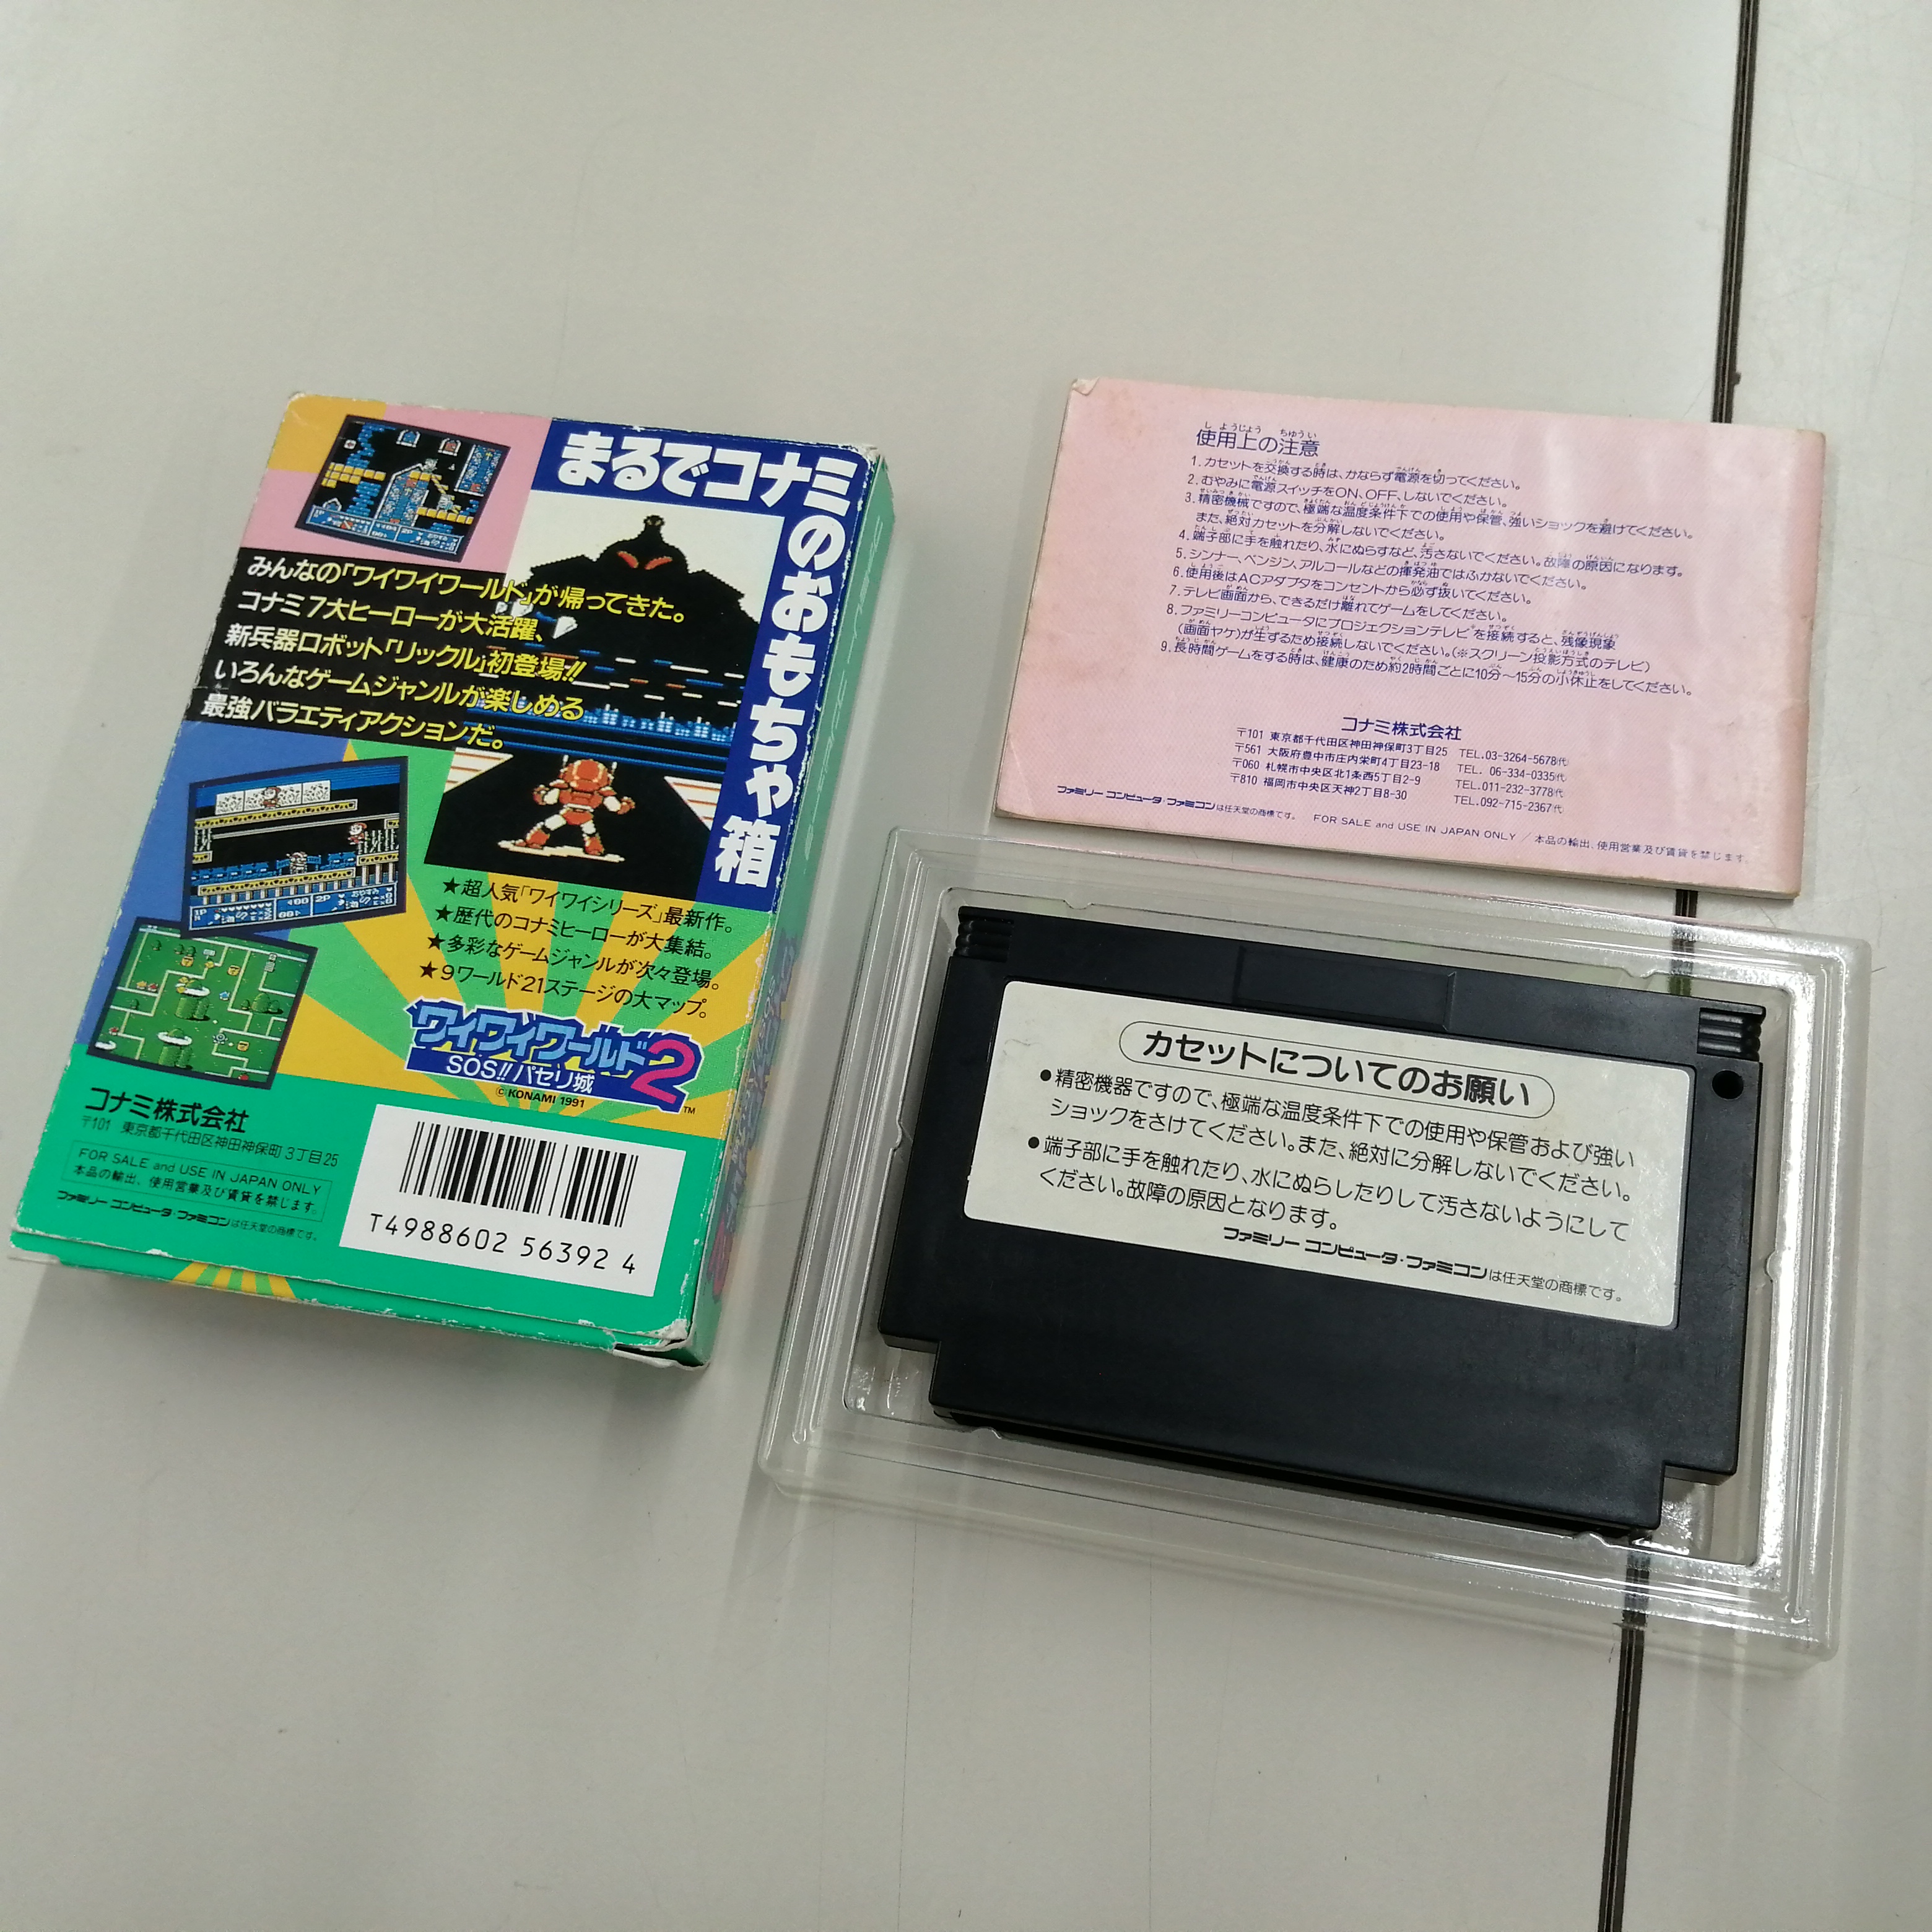 まるでコナミのおもちゃ箱
みんなの「ワイワイワールド」が帰ってきた。
コナミ7大ヒーローが大活躍、
新兵器ロボット「リックル」初登場!!
いろんなゲームジャンルが楽しめる
最強バラエティアクションだ。
★超人気「ワイワイシリーズ」最新作。
★歴代のコナミヒーローが大集結。
★多彩なゲームジャンルが次々登場。
★9ワールド21ステージの大マップ。
ワイワイワールド2
SOS!!パセリ城
©KONAMI 1991
TM
コナミ株式会社
〒101 東京都千代田区神田神保町3丁目25
FOR SALE and USE IN JAPAN ONLY
本品の輸出、使用営業及び賃貸を禁じます。
ファミリーコンピュータ・ファミコンは任天堂の商標です。
T4988602 56392 4
使用上の注意
1.カセットを交換する時は、かならず電源を切ってください。
2.むやみに電源スイッチをON、OFF、しないでください。
3.精密機械ですので、極端な温度条件下での使用や保管、強いショックを避けてください。
また、絶対カセットを分解しないでください。
4.端子部に手を触れたり、水にぬらすなど、汚さないでください。故障の原因になります。
5.シンナー、ベンジン、アルコールなどの揮発油ではふかないでください。
6.使用後はACアダプタをコンセントから必ず抜いてください。
7.テレビ画面から、できるだけ離れてゲームをしてください。
8.ファミリーコンピュータにプロジェクションテレビ※を接続すると、残像現象
(画面ヤケ)が生ずるため接続しないでください。(※スクリーン投影方式のテレビ)
9.長時間ゲームをする時は、健康のため約2時間ごとに10分〜15分の小休止をしてください。
コナミ株式会社
〒101 東京都千代田区神田神保町3丁目25 TEL.03-3264-5678㈹
〒561 大阪府豊中市庄内栄町4丁目23-18 TEL. 06-334-0335㈹
〒060 札幌市中央区北1条西5丁目2-9 TEL.011-232-3778㈹
〒810 福岡市中央区天神2丁目8-30 TEL.092-715-2367㈹
ファミリーコンピュータ・ファミコンは任天堂の商標です。 FOR SALE and USE IN JAPAN ONLY / 本品の輸出、使用営業及び賃貸を禁じます。
カセットについてのお願い
●精密機器ですので、極端な温度条件下での使用や保管および強い
ショックをさけてください。また、絶対に分解しないでください。
●端子部に手を触れたり、水にぬらしたりして汚さないようにして
ください。故障の原因となります。
ファミリーコンピュータ・ファミコンは任天堂の商標です。